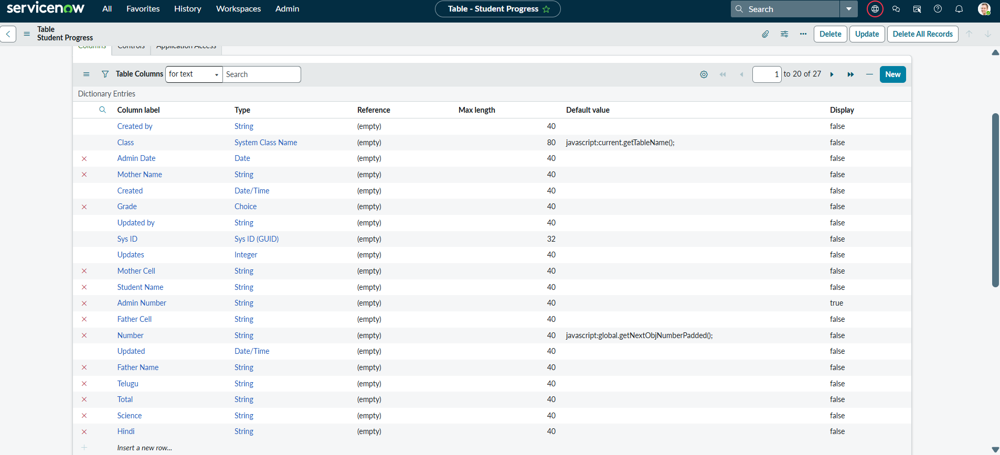 servicenow All Favorites History Workspaces Admin Table - Student Progress Search
Table
Student Progress
Delete Update Delete All Records
Columns Controls Application Access
Table Columns for text Search 1 to 20 of 27 New
Dictionary Entries
Column label Type Reference Max length Default value Display
Created by String (empty) 40 false
Class System Class Name (empty) 80 javascript:current.getTableName(); false
Admin Date Date (empty) 40 false
Mother Name String (empty) 40 false
Created Date/Time (empty) 40 false
Grade Choice (empty) 40 false
Updated by String (empty) 40 false
Sys ID Sys ID (GUID) (empty) 32 false
Updates Integer (empty) 40 false
Mother Cell String (empty) 40 false
Student Name String (empty) 40 false
Admin Number String (empty) 40 true
Father Cell String (empty) 40 false
Number String (empty) 40 javascript:global.getNextObjNumberPadded(); false
Updated Date/Time (empty) 40 false
Father Name String (empty) 40 false
Telugu String (empty) 40 false
Total String (empty) 40 false
Science String (empty) 40 false
Hindi String (empty) 40 false
Insert a new row...